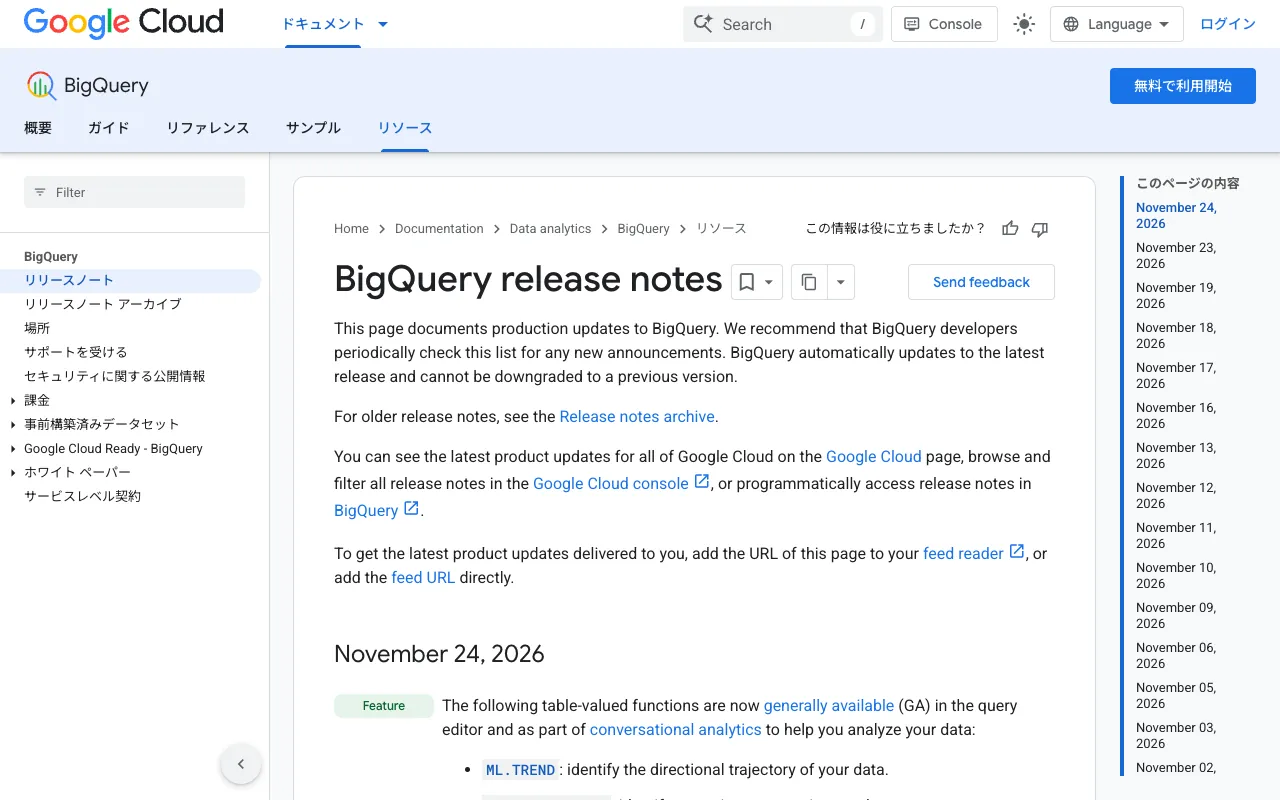 Google Cloud
ドキュメント
Search
/
Console
Language
ログイン
BigQuery
無料で利用開始
概要
ガイド
リファレンス
サンプル
リソース
Filter
BigQuery
リリースノート
リリースノート アーカイブ
場所
サポートを受ける
セキュリティに関する公開情報
課金
事前構築済みデータセット
Google Cloud Ready - BigQuery
ホワイト ペーパー
サービスレベル契約
Home > Documentation > Data analytics > BigQuery > リソース
この情報は役に立ちましたか？
BigQuery release notes
Send feedback
This page documents production updates to BigQuery. We recommend that BigQuery developers
periodically check this list for any new announcements. BigQuery automatically updates to the latest
release and cannot be downgraded to a previous version.
For older release notes, see the Release notes archive.
You can see the latest product updates for all of Google Cloud on the Google Cloud page, browse and
filter all release notes in the Google Cloud console, or programmatically access release notes in
BigQuery.
To get the latest product updates delivered to you, add the URL of this page to your feed reader, or
add the feed URL directly.
November 24, 2026
Feature
The following table-valued functions are now generally available (GA) in the query
editor and as part of conversational analytics to help you analyze your data:
• ML.TREND: identify the directional trajectory of your data.
このページの内容
November 24,
2026
November 23,
2026
November 19,
2026
November 18,
2026
November 17,
2026
November 16,
2026
November 13,
2026
November 12,
2026
November 11,
2026
November 10,
2026
November 09,
2026
November 06,
2026
November 05,
2026
November 03,
2026
November 02,